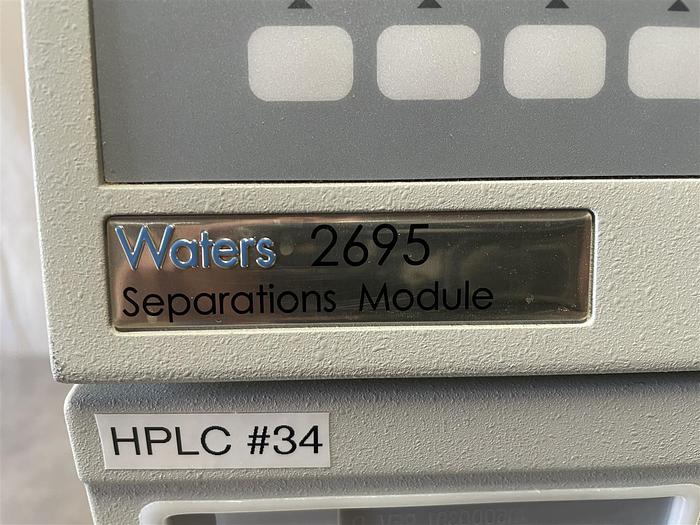 Waters 2695
Separations Module
HPLC #34